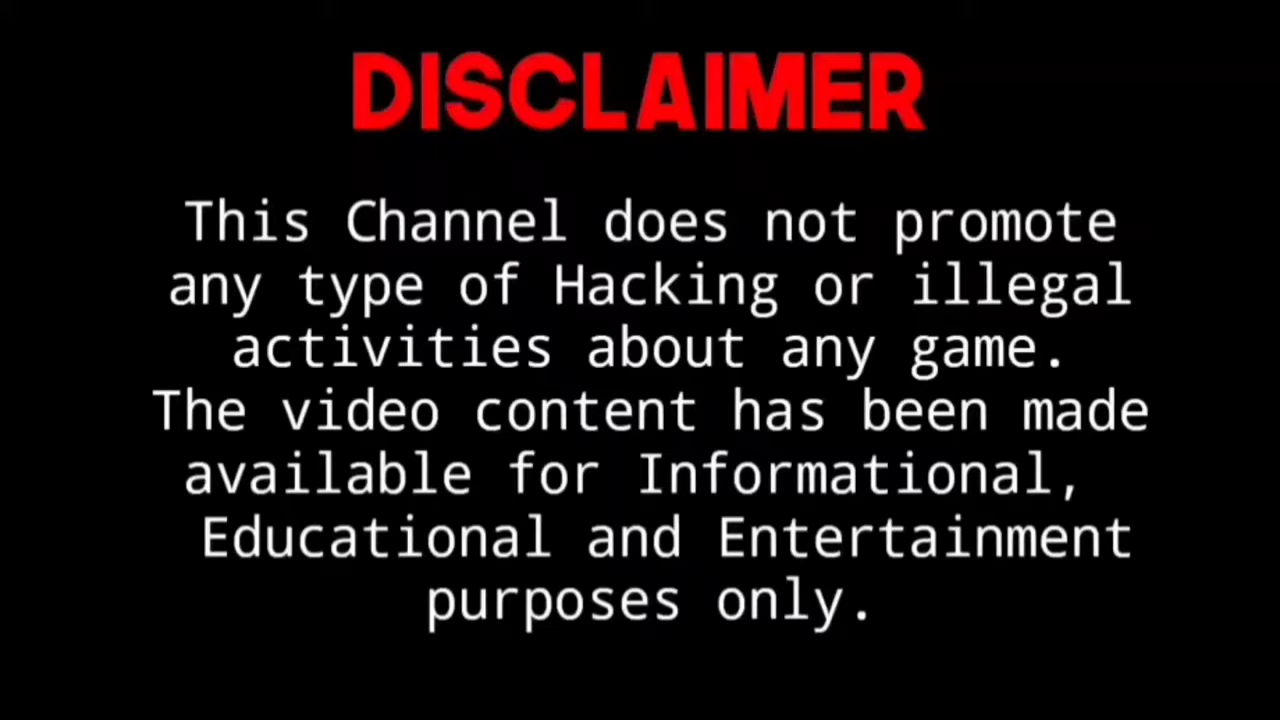 DISCLAIMER
This Channel does not promote
any type of Hacking or illegal
activities about any game.
The video content has been made
available for Informational,
Educational and Entertainment
purposes only.